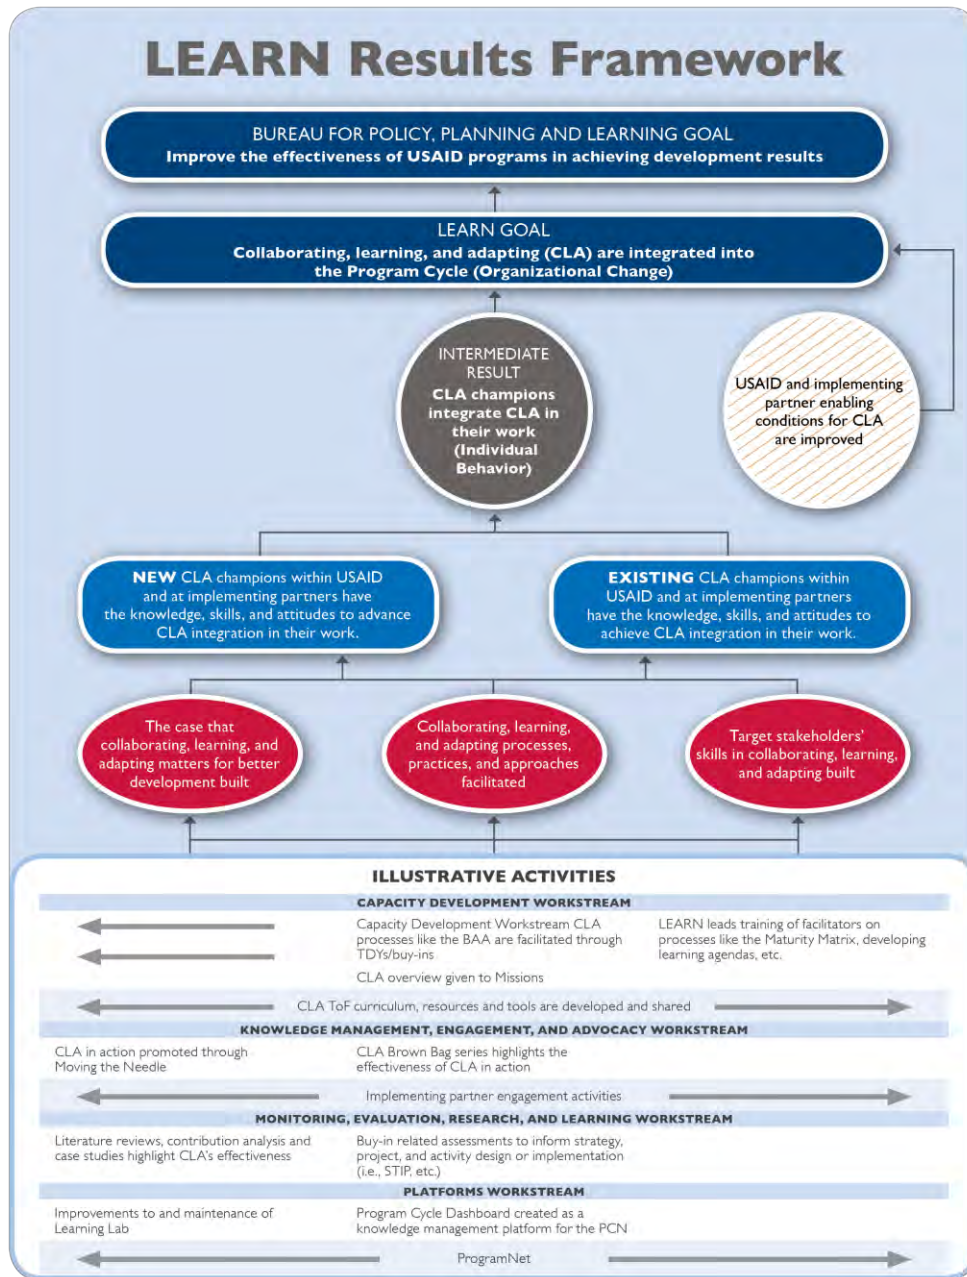 LEARN Results Framework
BUREAU FOR POLICY, PLANNING AND LEARNING GOAL
Improve the effectiveness of USAID programs in achieving development results
LEARN GOAL
Collaborating, learning, and adapting (CLA) are integrated into
the Program Cycle (Organizational Change)
INTERMEDIATE
RESULT
CLA champions
integrate CLA in
their work
(Individual
Behavior)
USAID and implementing
partner enabling
conditions for CLA
are improved
NEW CLA champions within USAID
and at implementing partners have
the knowledge, skills, and attitudes to advance
CLA integration in their work.
EXISTING CLA champions within
USAID and at implementing partners
have the knowledge, skills, and attitudes to
achieve CLA integration in their work.
The case that
collaborating, learning, and
adapting matters for better
development built
Collaborating, learning,
and adapting processes,
practices, and approaches
facilitated
Target stakeholders'
skills in collaborating, learning,
and adapting built
ILLUSTRATIVE ACTIVITIES
CAPACITY DEVELOPMENT WORKSTREAM
Capacity Development Workstream CLA
processes like the BAA are facilitated through
TDYs/buy-ins
CLA overview given to Missions
LEARN leads training of facilitators on
processes like the Maturity Matrix, developing
learning agendas, etc.
CLA ToF curriculum, resources and tools are developed and shared
KNOWLEDGE MANAGEMENT, ENGAGEMENT, AND ADVOCACY WORKSTREAM
CLA in action promoted through
Moving the Needle
CLA Brown Bag series highlights the
effectiveness of CLA in action
Implementing partner engagement activities
MONITORING, EVALUATION, RESEARCH, AND LEARNING WORKSTREAM
Literature reviews, contribution analysis and
case studies highlight CLA's effectiveness
Buy-in related assessments to inform strategy,
project, and activity design or implementation
(i.e., STIP, etc.)
PLATFORMS WORKSTREAM
Improvements to and maintenance of
Learning Lab
Program Cycle Dashboard created as a
knowledge management platform for the PCN
ProgramNet